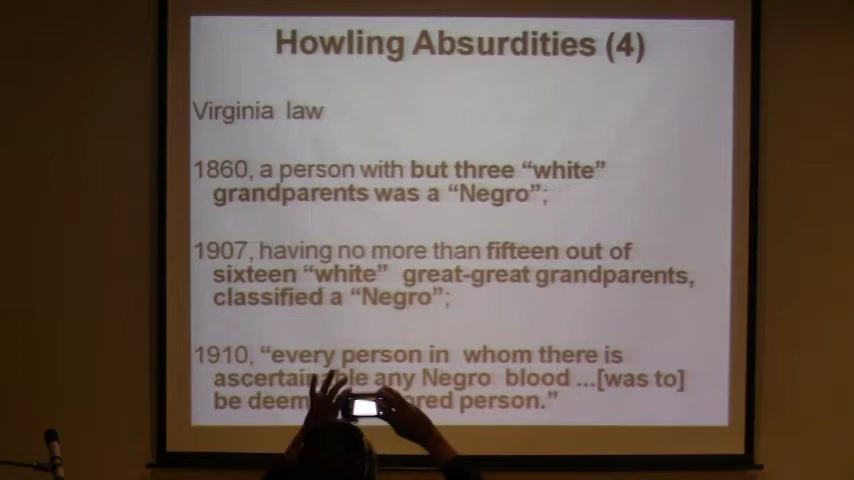 Howling Absurdities (4)
Virginia law
1860, a person with but three “white”
grandparents was a “Negro”;
1907, having no more than fifteen out of
sixteen “white” great-great grandparents,
classified a “Negro”;
1910, “every person in whom there is
any Negro blood ...[was to]
be person.”